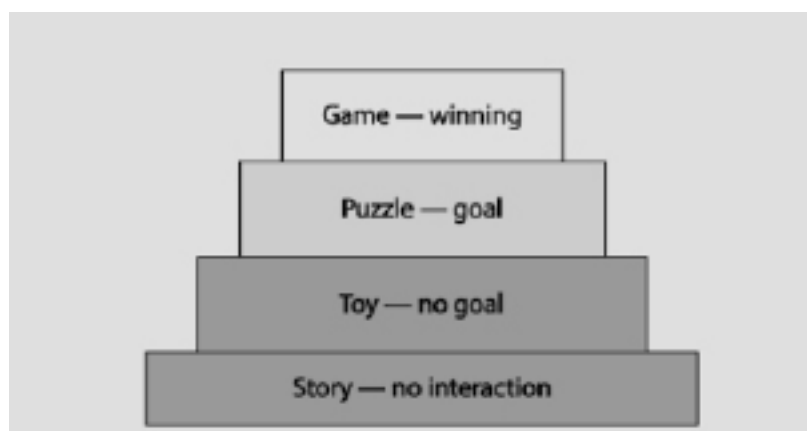 Game — winning
Puzzle — goal
Toy — no goal
Story — no interaction